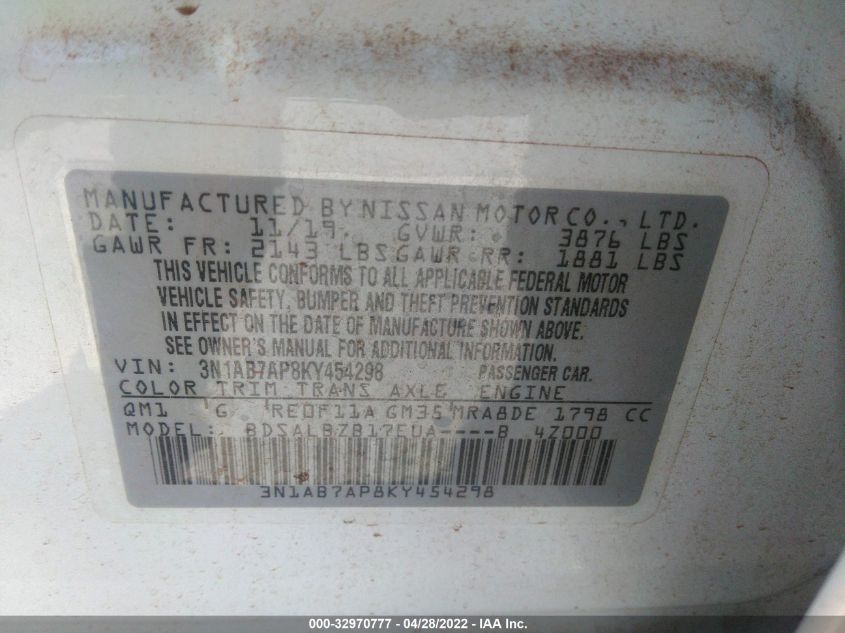 MANUFACTURED BY NISSAN MOTOR CO., LTD.
DATE: 11/19. GVWR: 3876 LBS
GAWR FR: 2143 LBS GAWR RR: 1881 LBS
THIS VEHICLE CONFORMS TO ALL APPLICABLE FEDERAL MOTOR
VEHICLE SAFETY, BUMPER AND THEFT PREVENTION STANDARDS
IN EFFECT ON THE DATE OF MANUFACTURE SHOWN ABOVE.
SEE OWNER'S MANUAL FOR ADDITIONAL INFORMATION.
VIN: 3N1AB7AP8KY454298 PASSENGER CAR.
COLOR TRIM TRANS AXLE ENGINE
QM1 G RE0F11A GM35 MRA8DE 1798 CC
MODEL: BDSALBZB17EUA----B 4Z000
3N1AB7AP8KY454298
000-32970777 - 04/28/2022 - IAA Inc.